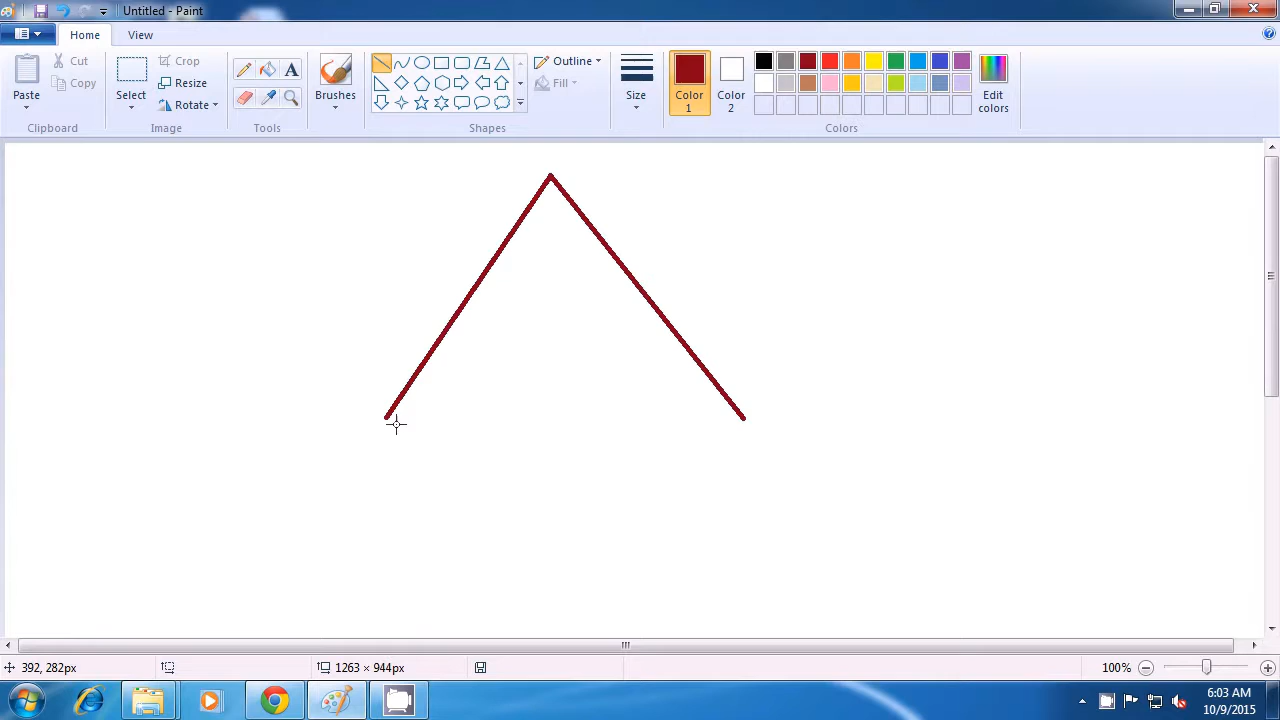 Untitled - Paint
Home
View
Paste
Cut
Copy
Clipboard
Select
Crop
Resize
Rotate
Image
A
Tools
Brushes
Outline
Fill
Shapes
Size
Color
1
Color
2
Edit
colors
Colors
392, 282px
1263 × 944px
100%
6:03 AM
10/9/2015